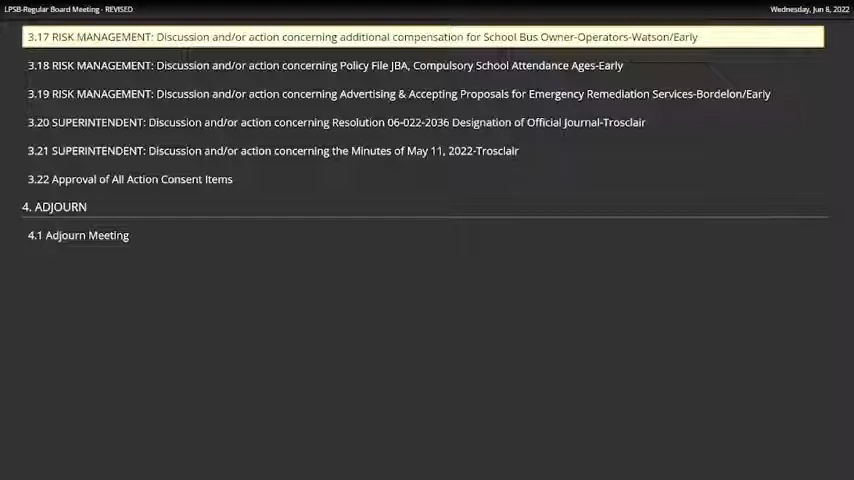 LPSB-Regular Board Meeting - REVISED
Wednesday, Jun 8, 2022
3.17 RISK MANAGEMENT: Discussion and/or action concerning additional compensation for School Bus Owner-Operators-Watson/Early
3.18 RISK MANAGEMENT: Discussion and/or action concerning Policy File JBA, Compulsory School Attendance Ages-Early
3.19 RISK MANAGEMENT: Discussion and/or action concerning Advertising & Accepting Proposals for Emergency Remediation Services-Bordelon/Early
3.20 SUPERINTENDENT: Discussion and/or action concerning Resolution 06-022-2036 Designation of Official Journal-Trosclair
3.21 SUPERINTENDENT: Discussion and/or action concerning the Minutes of May 11, 2022-Trosclair
3.22 Approval of All Action Consent Items
4. ADJOURN
4.1 Adjourn Meeting